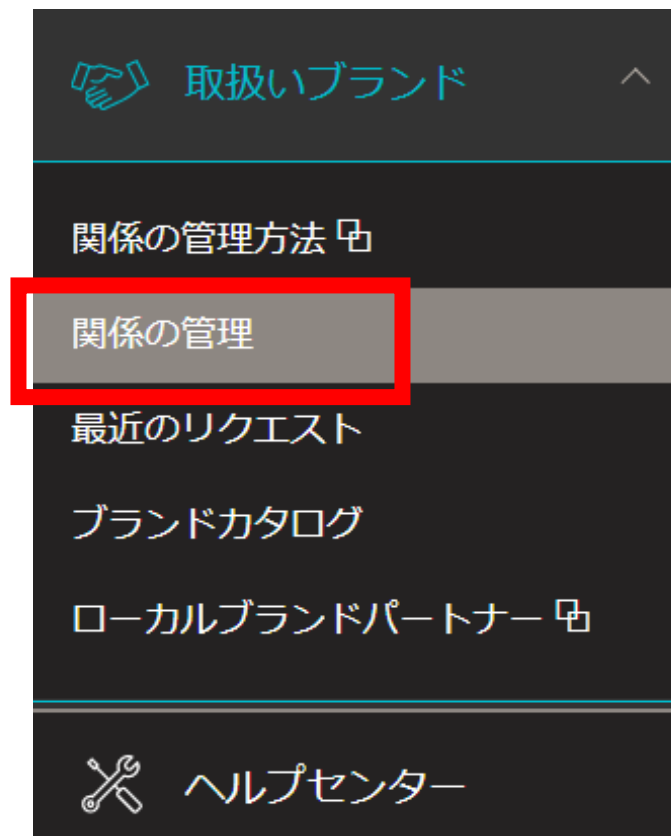 取扱いブランド
関係の管理方法
関係の管理
最近のリクエスト
ブランドカタログ
ローカルブランドパートナー
ヘルプセンター